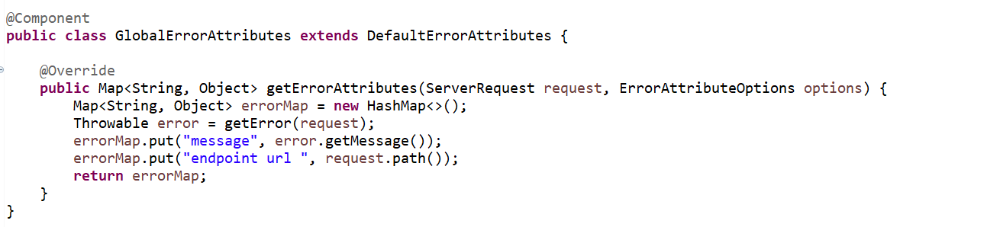 @Component
public class GlobalErrorAttributes extends DefaultErrorAttributes {
@Override
public Map<String, Object> getErrorAttributes(ServerRequest request, ErrorAttributeOptions options) {
Map<String, Object> errorMap = new HashMap<>();
Throwable error = getError(request);
errorMap.put("message", error.getMessage());
errorMap.put("endpoint url ", request.path());
return errorMap;
}
}